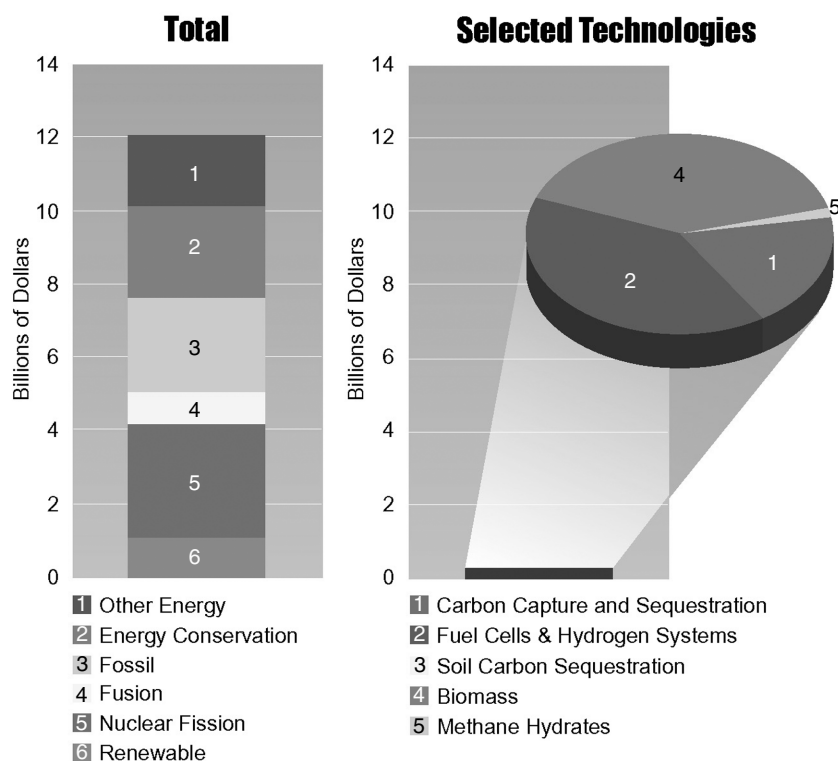 Total
Billions of Dollars
14
12
10
8
6
4
2
0
1
2
3
4
5
6
1 Other Energy
2 Energy Conservation
3 Fossil
4 Fusion
5 Nuclear Fission
6 Renewable
Selected Technologies
Billions of Dollars
14
12
10
8
6
4
2
0
4
5
1
2
1 Carbon Capture and Sequestration
2 Fuel Cells & Hydrogen Systems
3 Soil Carbon Sequestration
4 Biomass
5 Methane Hydrates